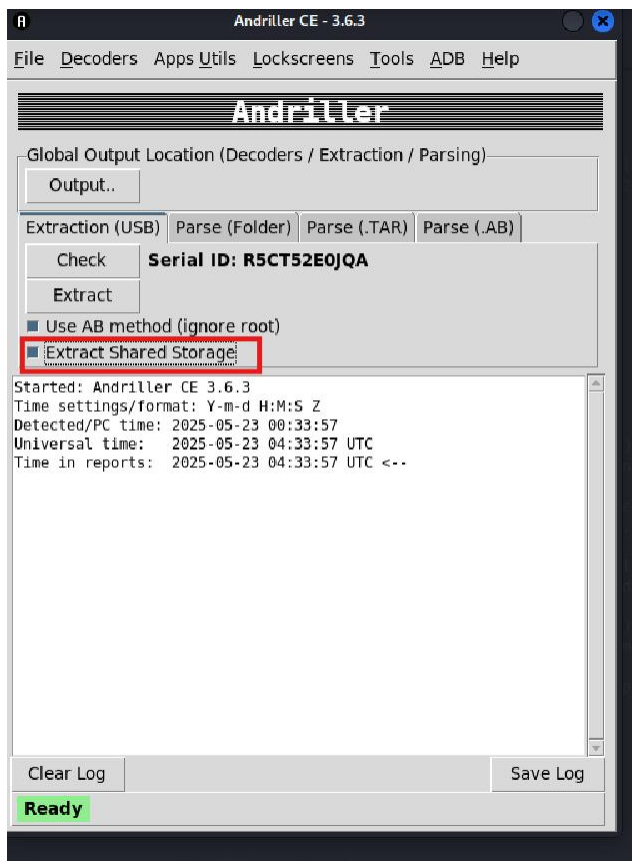 Andriller CE - 3.6.3
File Decoders Apps Utils Lockscreens Tools ADB Help
Andriller
Global Output Location (Decoders / Extraction / Parsing)
Output..
Extraction (USB) Parse (Folder) Parse (.TAR) Parse (.AB)
Check Serial ID: R5CT52E0JQA
Extract
Use AB method (ignore root)
Extract Shared Storage
Started: Andriller CE 3.6.3
Time settings/format: Y-m-d H:M:S Z
Detected/PC time: 2025-05-23 00:33:57
Universal time: 2025-05-23 04:33:57 UTC
Time in reports: 2025-05-23 04:33:57 UTC <--
Clear Log Save Log
Ready